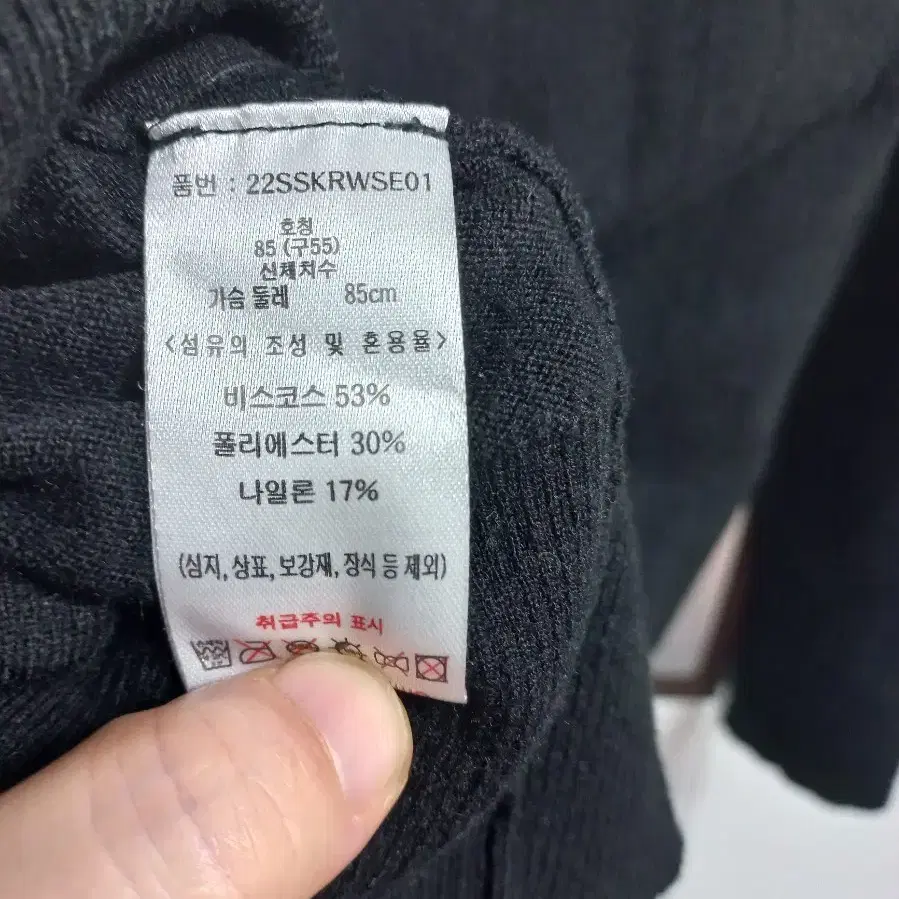 품번 : 22SSKRWSE01
호칭
85 (구55)
신체치수
가슴 둘레 85cm
<섬유의 조성 및 혼용율>
비스코스 53%
폴리에스터 30%
나일론 17%
(심지, 상표, 보강재, 장식 등 제외)
취급주의 표시